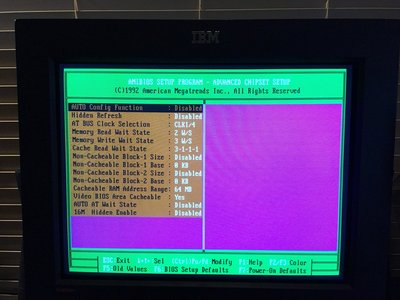 IBM
AMIBIOS SETUP PROGRAM - ADVANCED CHIPSET SETUP
(C)1992 American Megatrends Inc., All Rights Reserved
AUTO Config Function : Disabled
Hidden Refresh : Disabled
AT BUS Clock Selection : CLKI/4
Memory Read Wait State : 2 W/S
Memory Write Wait State : 3 W/S
Cache Read Wait State : 3-1-1-1
Non-Cacheable Block-1 Size : Disabled
Non-Cacheable Block-1 Base : 0 KB
Non-Cacheable Block-2 Size : Disabled
Non-Cacheable Block-2 Base : 0 KB
Cacheable RAM Address Range: 64 MB
Video BIOS Area Cacheable : Yes
AUTO AT Wait State : Disabled
16M Hidden Enable : Disabled
ESC:Exit Sel (Ctrl)Pu/Pd:Modify F1:Help F2/F3:Color
F5:Old Values F6:BIOS Setup Defaults F7:Power-On Defaults